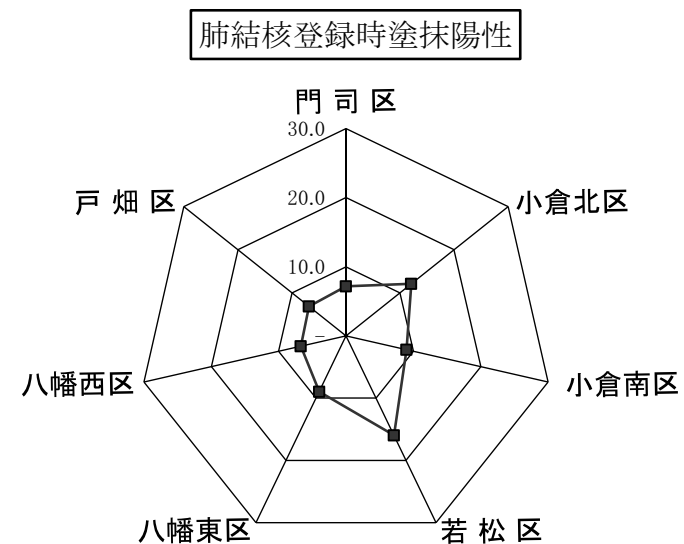 肺結核登録時塗抹陽性
門 司 区
30.0
戸 畑 区
小倉北区
20.0
10.0
–
八幡西区
小倉南区
八幡東区
若 松 区